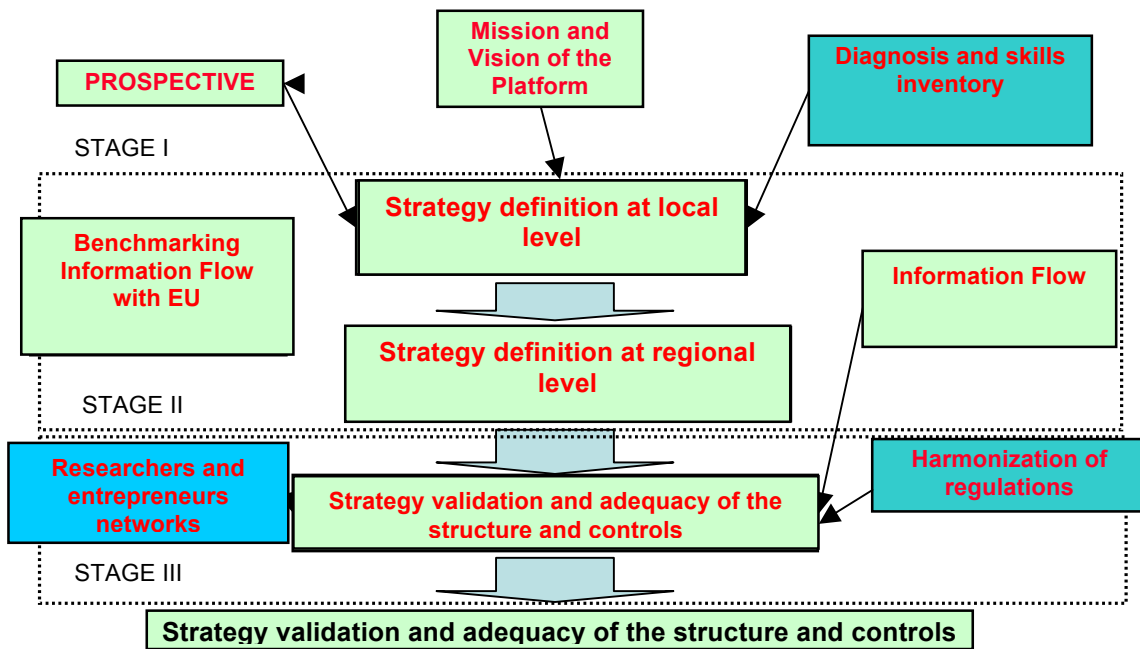 Mission and
Vision of the
Platform
PROSPECTIVE
Diagnosis and skills
inventory
STAGE I
Strategy definition at local
level
Benchmarking
Information Flow
with EU
Information Flow
Strategy definition at regional
level
STAGE II
Researchers and
entrepreneurs
networks
Harmonization of
regulations
Strategy validation and adequacy of the
structure and controls
STAGE III
Strategy validation and adequacy of the structure and controls